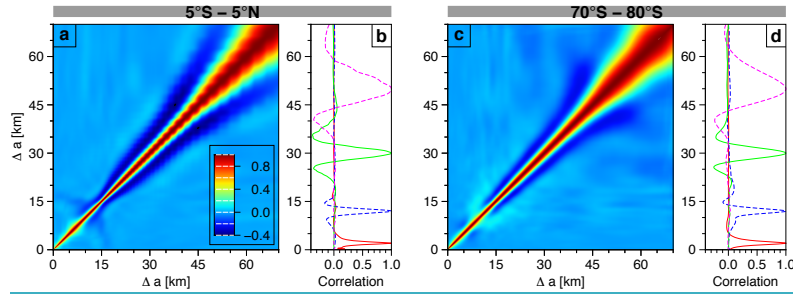 5°S – 5°N
70°S – 80°S
a
b
c
d
Δ a [km]
60
45
30
15
0
0.8
0.4
0.0
−0.4
0 15 30 45 60
Δ a [km]
0.0 0.5 1.0
Correlation
Δ a [km]
60
45
30
15
0
0 15 30 45 60
Δ a [km]
0.0 0.5 1.0
Correlation